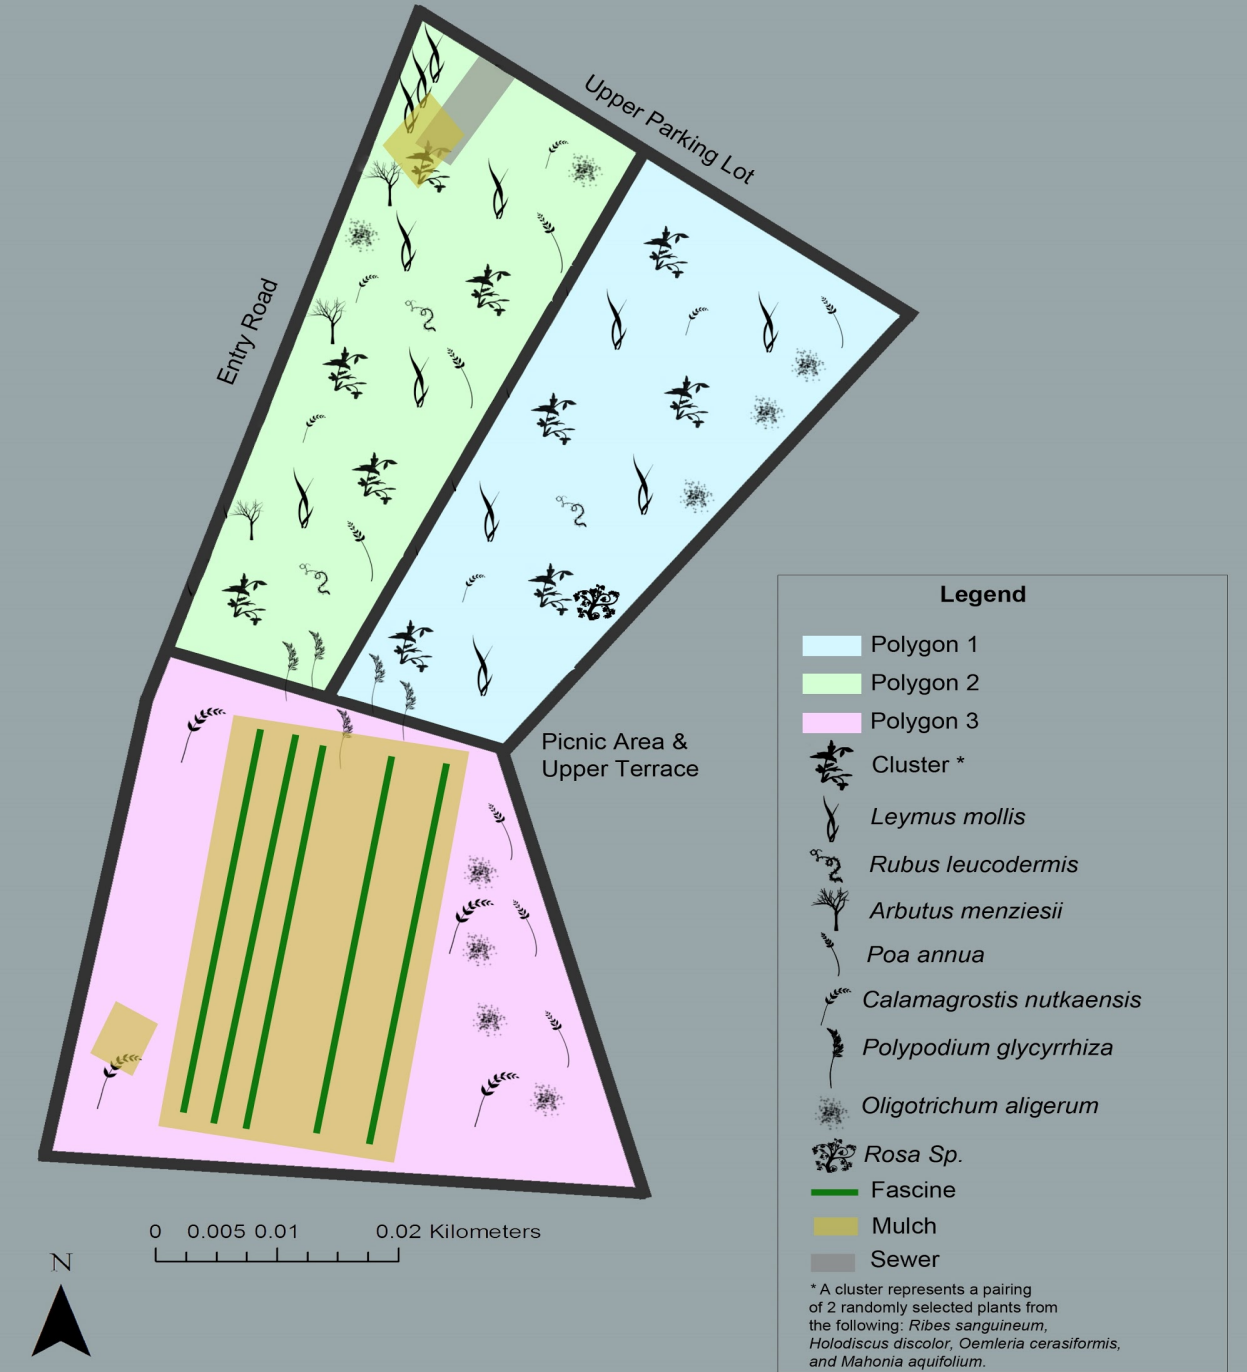 Upper Parking Lot
Entry Road
Picnic Area &
Upper Terrace
Legend
Polygon 1
Polygon 2
Polygon 3
Cluster *
Leymus mollis
Rubus leucodermis
Arbutus menziesii
Poa annua
Calamagrostis nutkaensis
Polypodium glycyrrhiza
Oligotrichum aligerum
Rosa Sp.
Fascine
Mulch
Sewer
* A cluster represents a pairing
of 2 randomly selected plants from
the following: Ribes sanguineum,
Holodiscus discolor, Oemleria cerasiformis,
and Mahonia aquifolium.
0 0.005 0.01 0.02 Kilometers
N